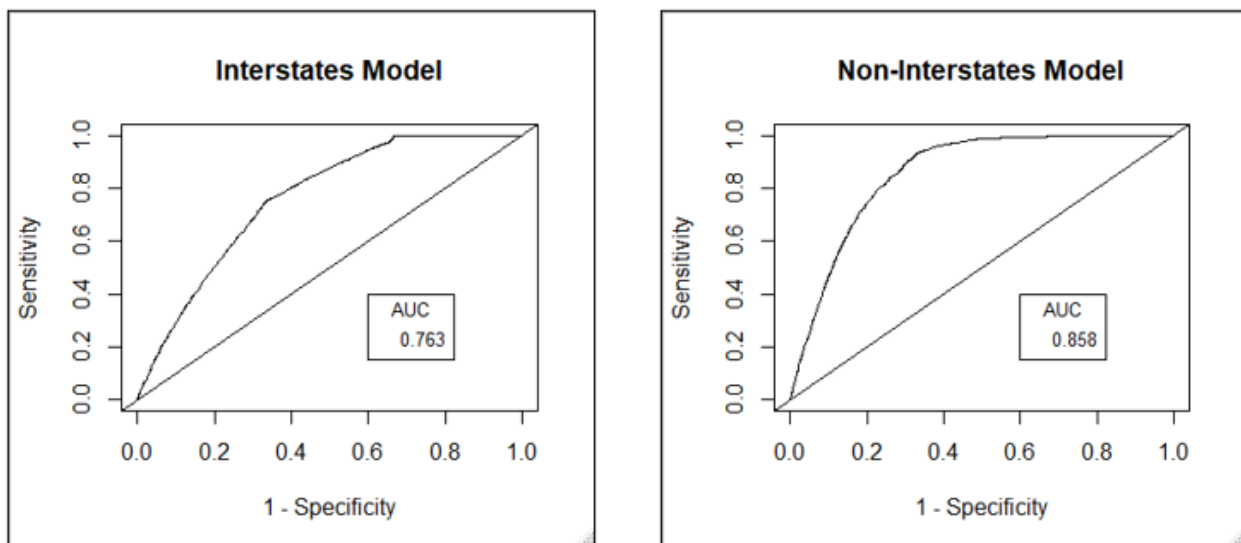 Interstates Model
Sensitivity
1.0
0.8
0.6
0.4
0.2
0.0
AUC
0.763
0.0 0.2 0.4 0.6 0.8 1.0
1 - Specificity
Non-Interstates Model
Sensitivity
1.0
0.8
0.6
0.4
0.2
0.0
AUC
0.858
0.0 0.2 0.4 0.6 0.8 1.0
1 - Specificity